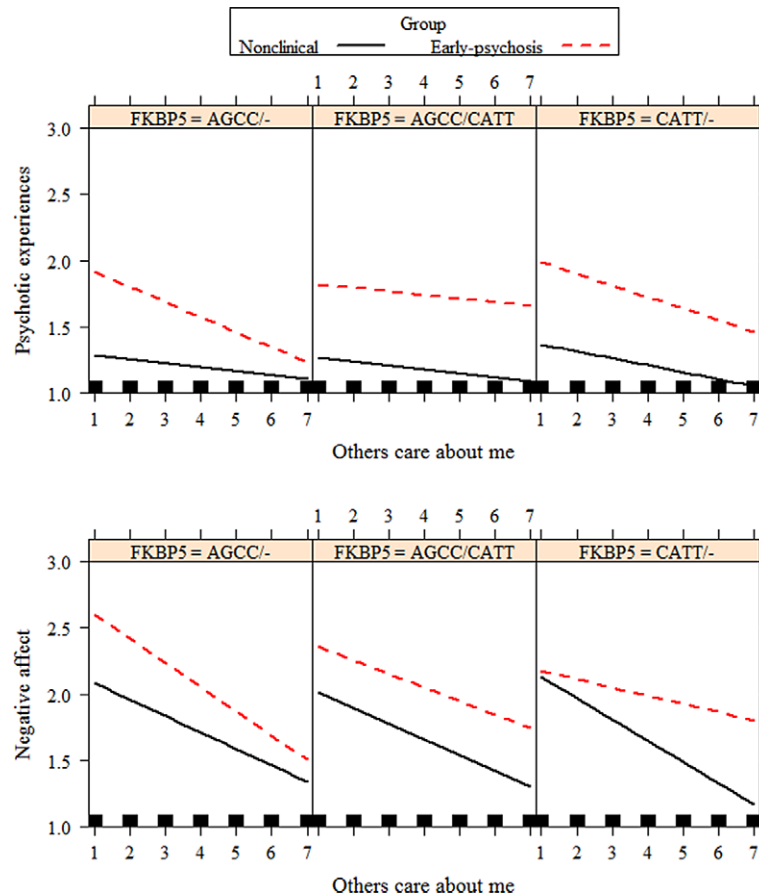 Group
Nonclinical Early-psychosis
1 2 3 4 5 6 7
FKBP5 = AGCC/- FKBP5 = AGCC/CATT FKBP5 = CATT/-
Psychotic experiences
3.0
2.5
2.0
1.5
1.0
1 2 3 4 5 6 7 1 2 3 4 5 6 7
Others care about me
1 2 3 4 5 6 7
FKBP5 = AGCC/- FKBP5 = AGCC/CATT FKBP5 = CATT/-
Negative affect
3.0
2.5
2.0
1.5
1.0
1 2 3 4 5 6 7 1 2 3 4 5 6 7
Others care about me